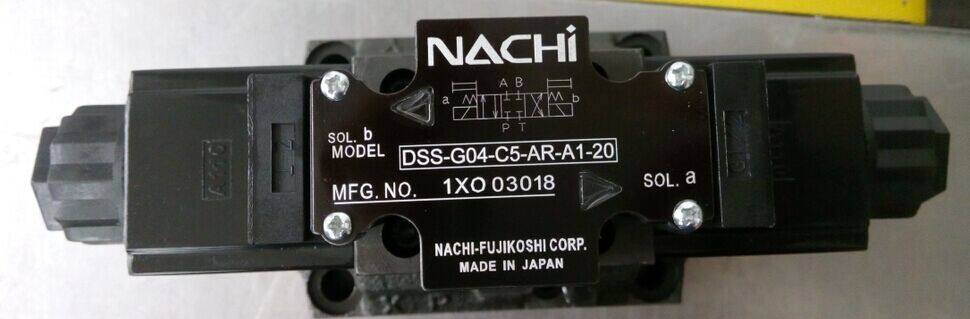 NACHi
A B
a b
P T
SOL. b
MODEL DSS-G04-C5-AR-A1-20
MFG. NO. 1XO 03018
SOL. a
NACHI-FUJIKOSHI CORP.
MADE IN JAPAN